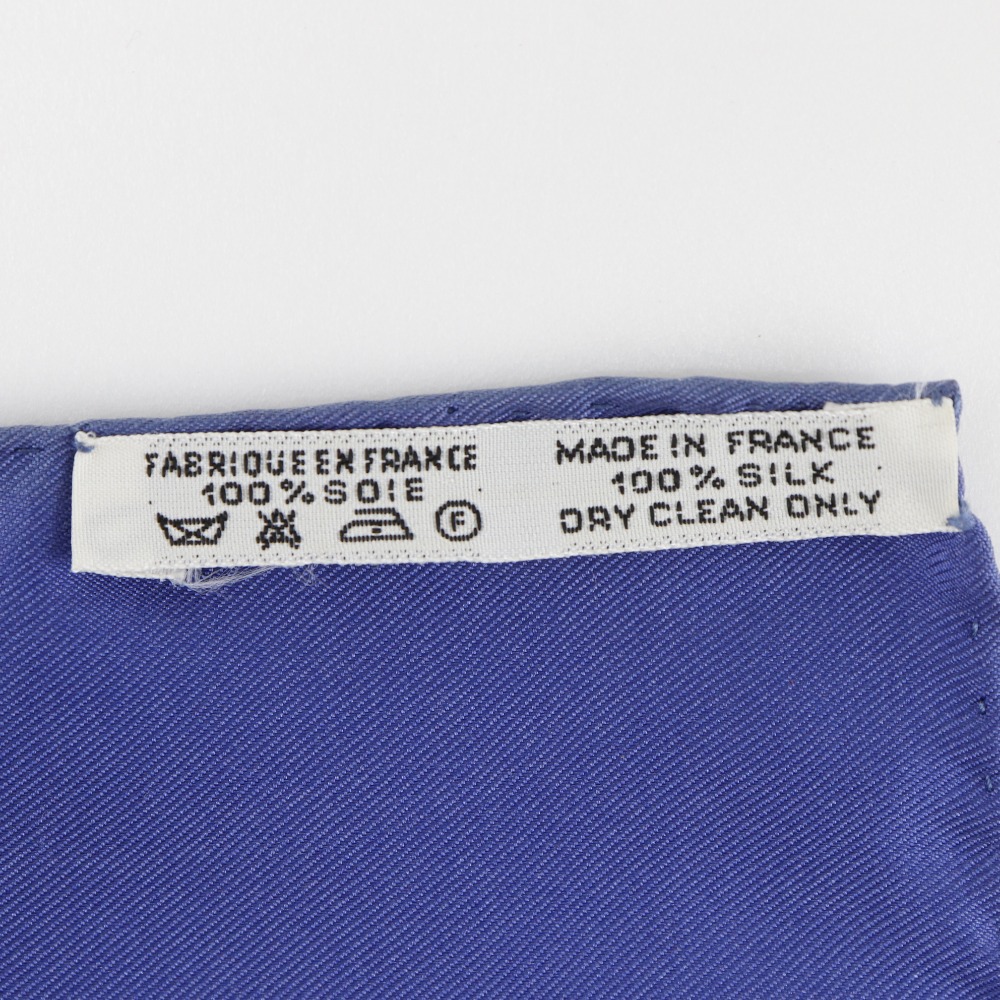 FABRIQUE EN FRANCE
100% SOIE
F
MADE IN FRANCE
100% SILK
DRY CLEAN ONLY